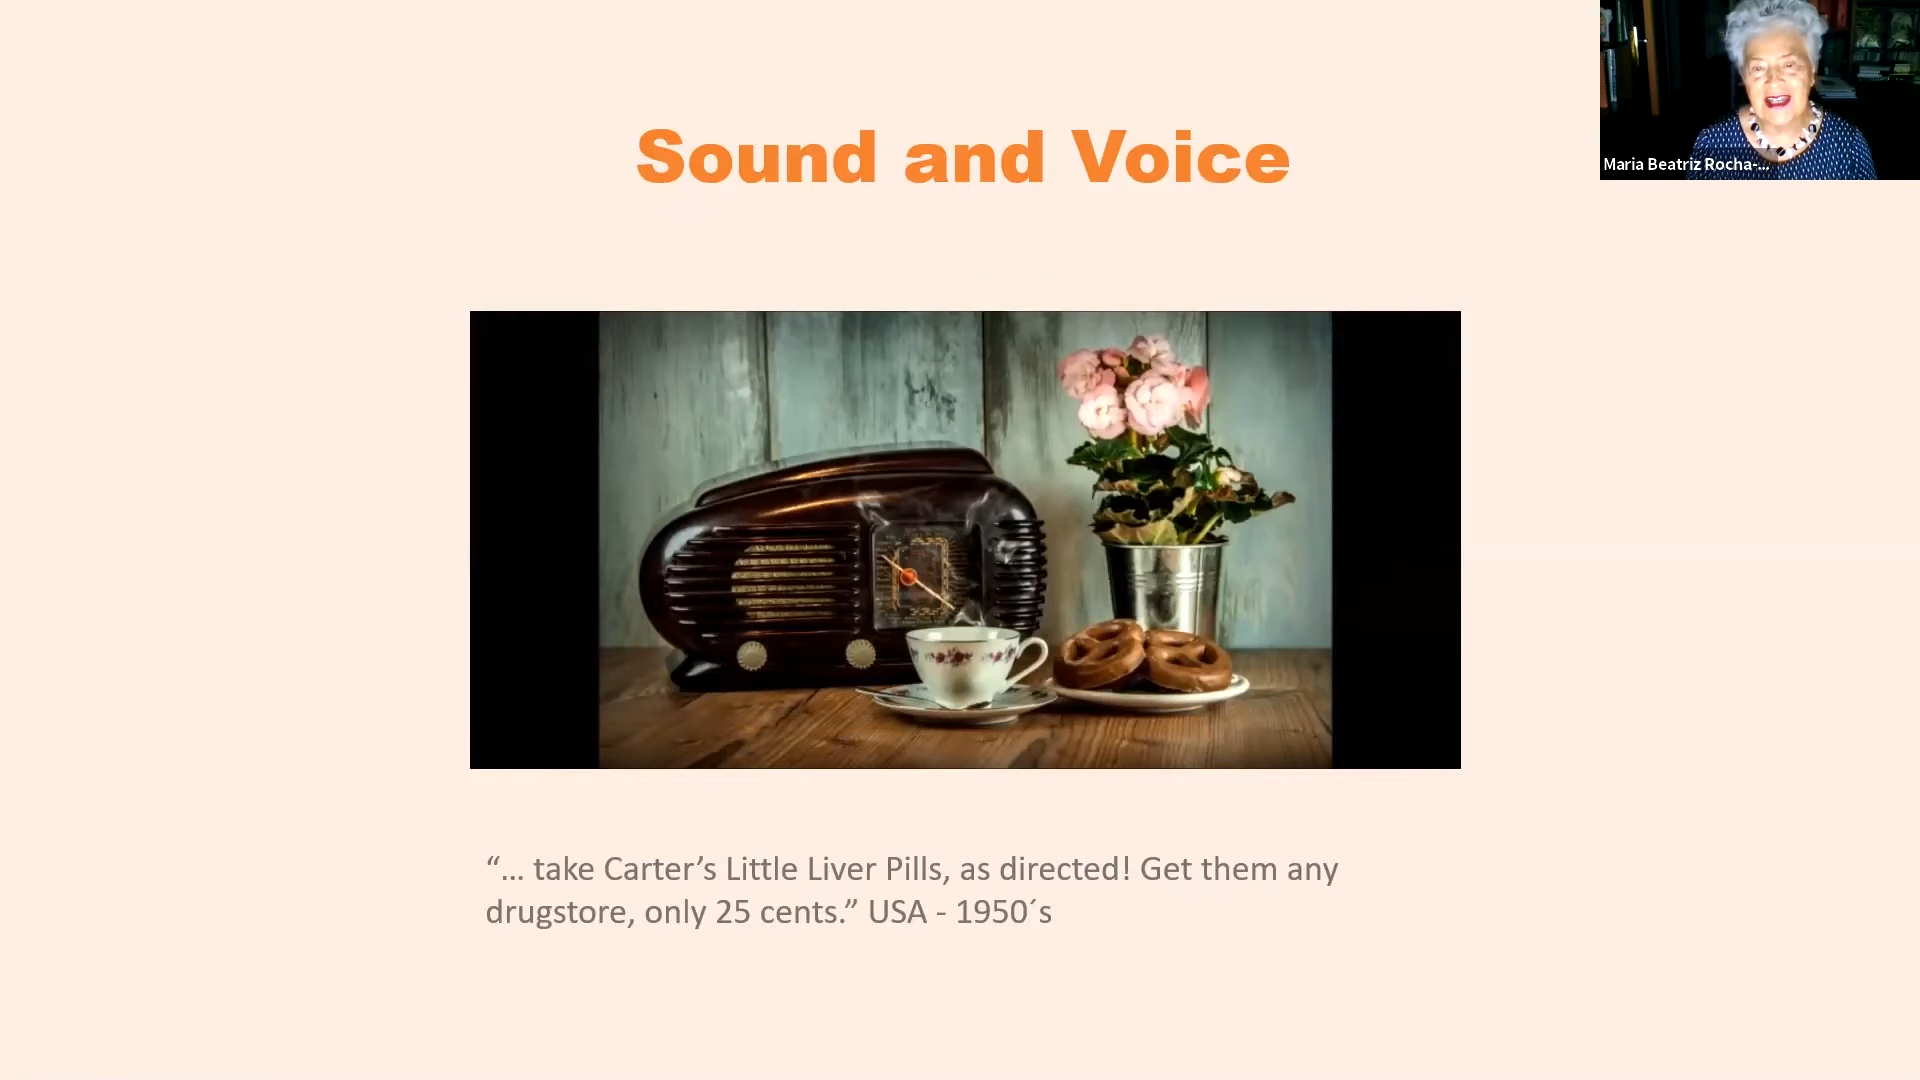 Sound and Voice
Maria Beatriz Rocha-...
“... take Carter’s Little Liver Pills, as directed! Get them any
drugstore, only 25 cents.” USA - 1950´s